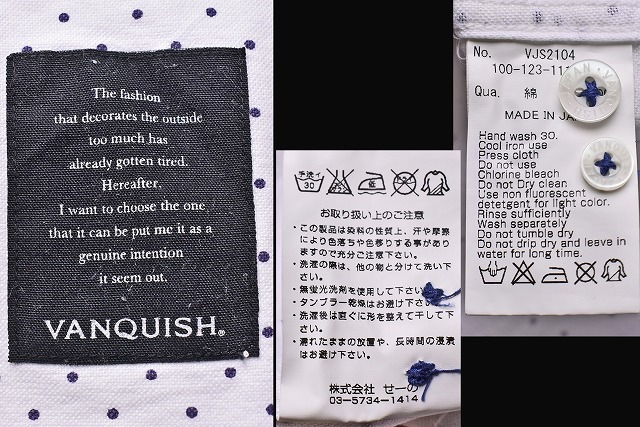 The fashion
that decorates the outside
too much has
already gotten tired.
Hereafter,
I want to choose the one
that it can be put me it as a
genuine intention
it seem out.
VANQUISH®
手洗イ
30
低
お取り扱い上のご注意
・この製品は染料の性質上、汗や摩擦
により色落ちや色移りする事があり
ますので充分ご注意下さい。
・洗濯の際は、他の物と分けて洗い下
さい。
・無蛍光洗剤を使用して下さい
・タンブラー乾燥はお避け下さい
・洗濯後は直ぐに形を整えて干して下
さい。
・濡れたままの放置や、長時間の浸漬
はお避け下さい。
株式会社 せーの
03-5734-1414
No. VJS2104
100-123-11
Qua. 綿
MADE IN JA
Hand wash 30.
Cool iron use
Press cloth
Do not use
Chlorine bleach
Do not Dry clean
Use non fluorescent
detetgent for light color.
Rinse sufficiently
Wash separately
Do not tumble dry
Do not drip dry and leave in
water for long time.